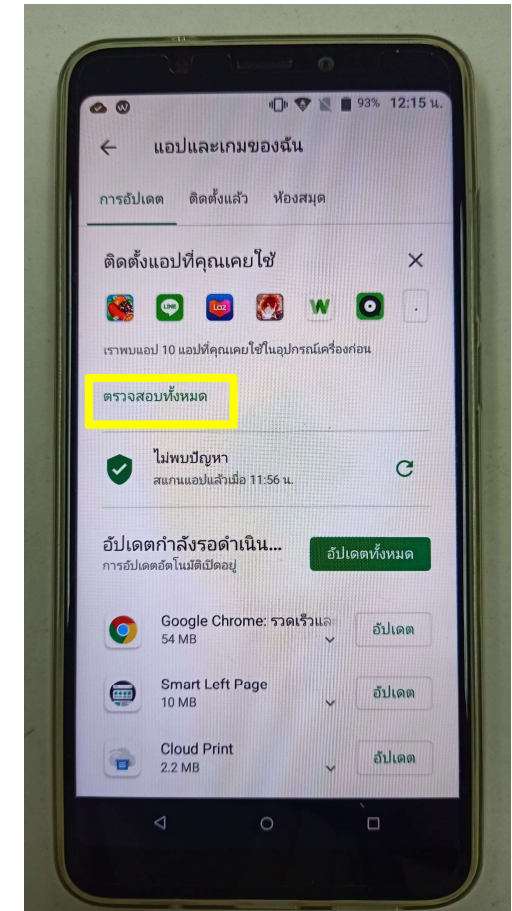 93% 12:15 น.
แอปและเกมของฉัน
การอัปเดต ติดตั้งแล้ว ห้องสมุด
ติดตั้งแอปที่คุณเคยใช้
LINE Laz W
เราพบแอป 10 แอปที่คุณเคยใช้ในอุปกรณ์เครื่องก่อน
ตรวจสอบทั้งหมด
ไม่พบปัญหา
สแกนแอปแล้วเมื่อ 11:56 น.
อัปเดตกำลังรอดำเนิน...
อัปเดตทั้งหมด
การอัปเดตอัตโนมัติเปิดอยู่
Google Chrome: รวดเร็วและ
54 MB
อัปเดต
Smart Left Page
10 MB
อัปเดต
Cloud Print
2.2 MB
อัปเดต